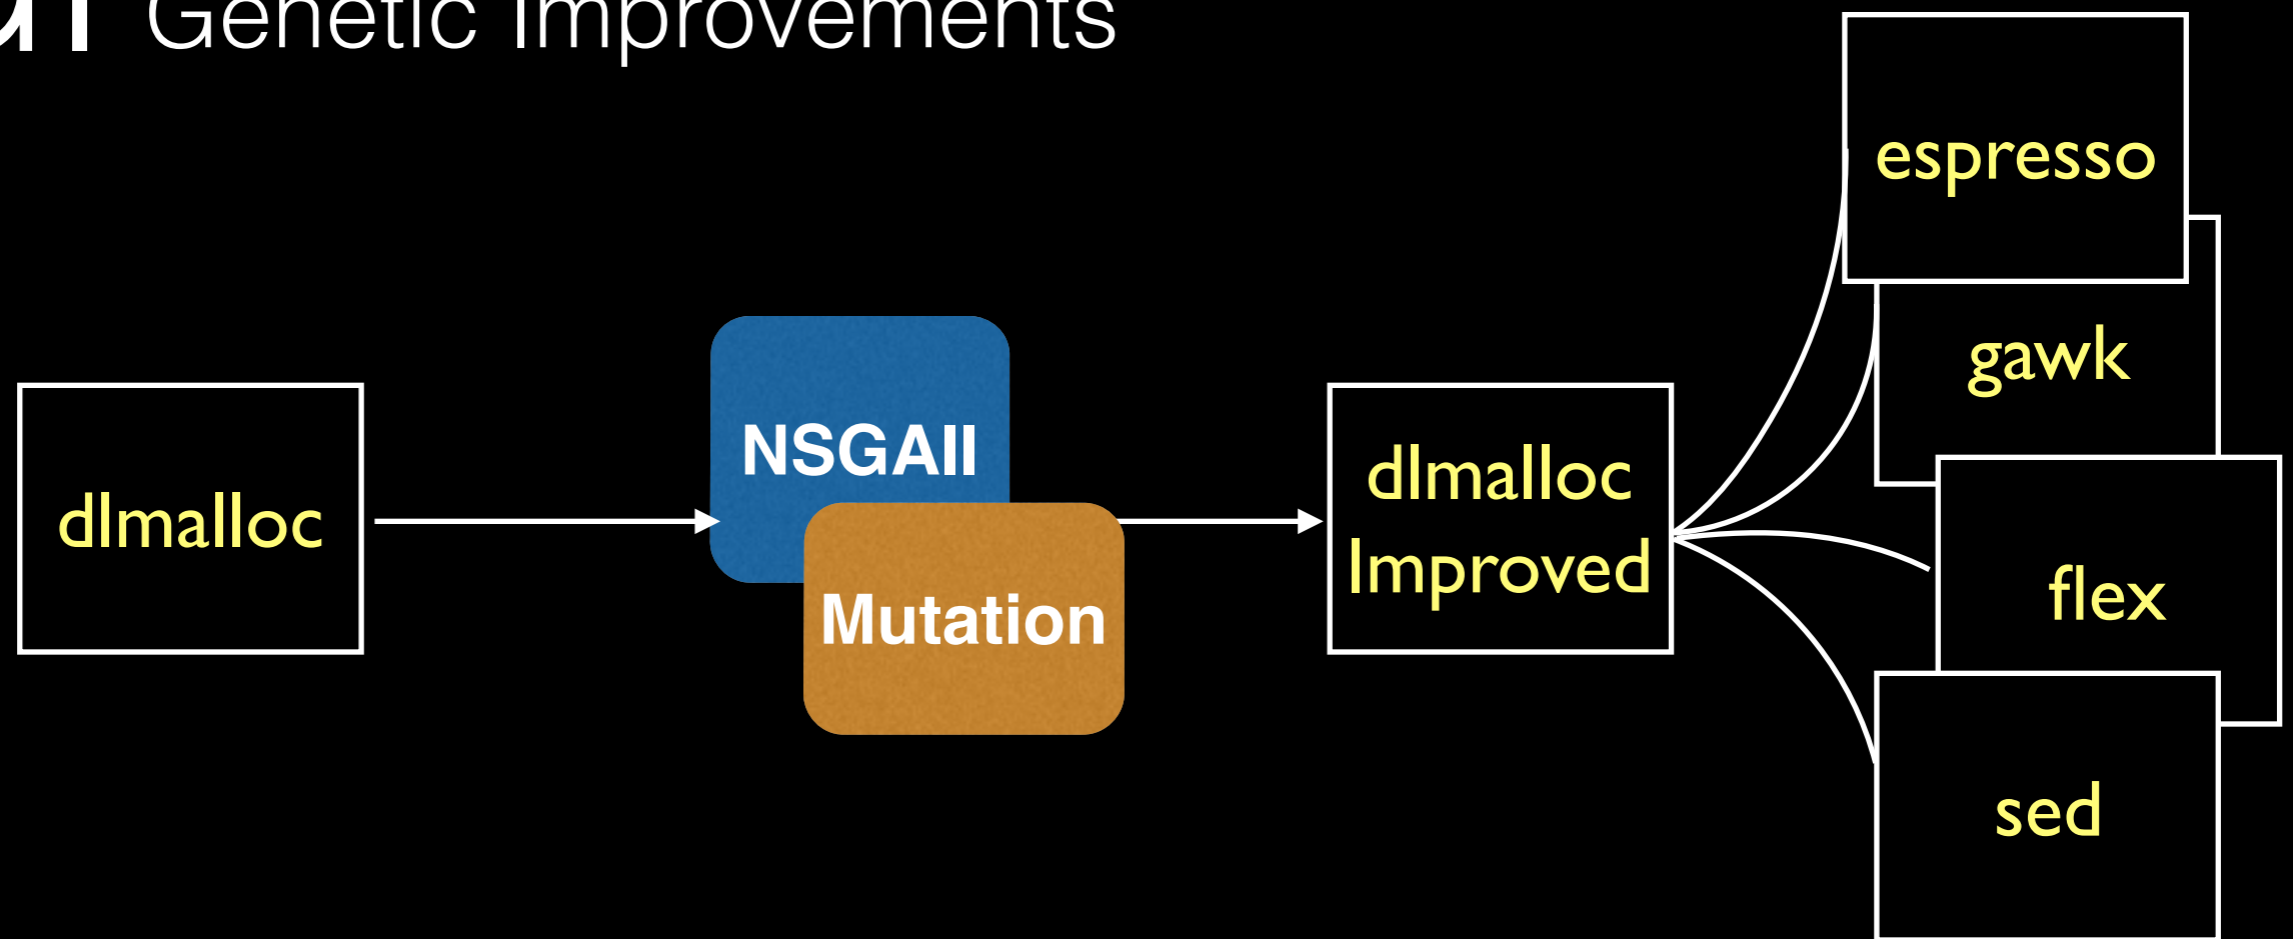 Genetic Improvements
dlmalloc
NSGAII
Mutation
dlmalloc
Improved
espresso
gawk
flex
sed